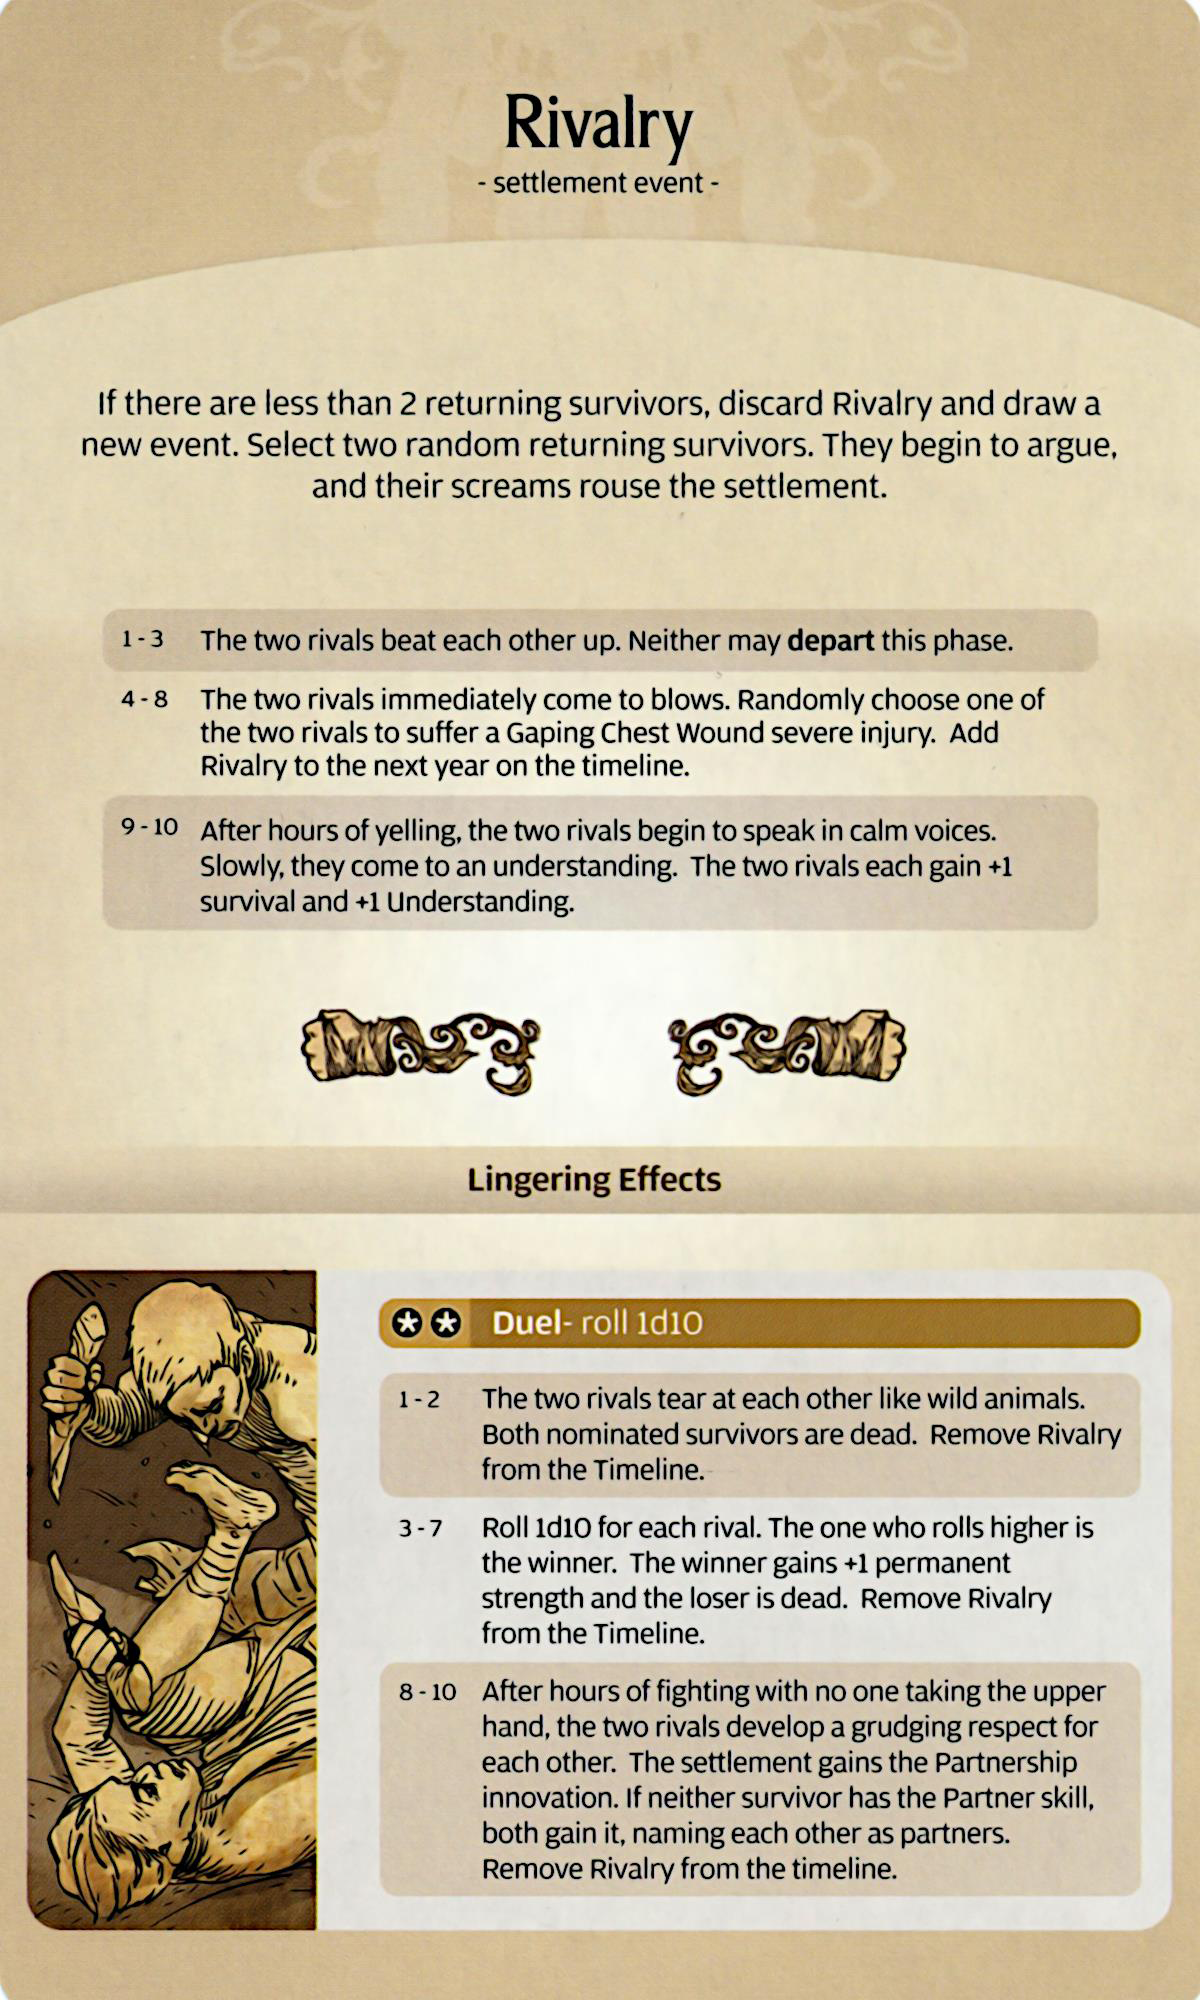 Rivalry
- settlement event -
If there are less than 2 returning survivors, discard Rivalry and draw a
new event. Select two random returning survivors. They begin to argue,
and their screams rouse the settlement.
1 - 3 The two rivals beat each other up. Neither may depart this phase.
4 - 8 The two rivals immediately come to blows. Randomly choose one of
the two rivals to suffer a Gaping Chest Wound severe injury. Add
Rivalry to the next year on the timeline.
9 - 10 After hours of yelling, the two rivals begin to speak in calm voices.
Slowly, they come to an understanding. The two rivals each gain +1
survival and +1 Understanding.
Lingering Effects
Duel- roll 1d10
1 - 2 The two rivals tear at each other like wild animals.
Both nominated survivors are dead. Remove Rivalry
from the Timeline.
3 - 7 Roll 1d10 for each rival. The one who rolls higher is
the winner. The winner gains +1 permanent
strength and the loser is dead. Remove Rivalry
from the Timeline.
8 - 10 After hours of fighting with no one taking the upper
hand, the two rivals develop a grudging respect for
each other. The settlement gains the Partnership
innovation. If neither survivor has the Partner skill,
both gain it, naming each other as partners.
Remove Rivalry from the timeline.